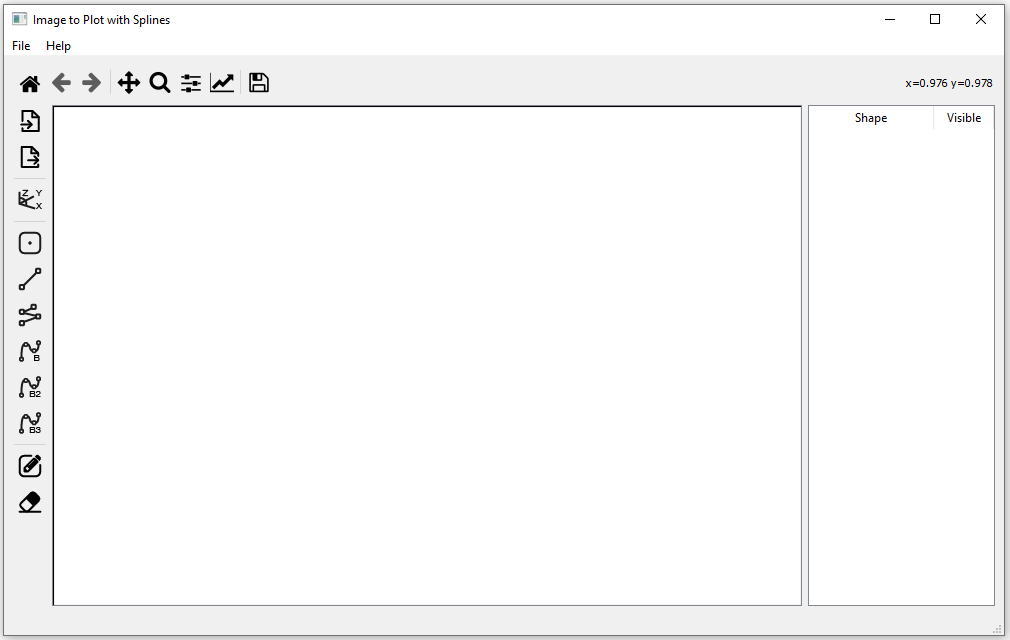 Image to Plot with Splines
File Help
x=0.976 y=0.978
Shape Visible
Z Y
X
B
B2
B3